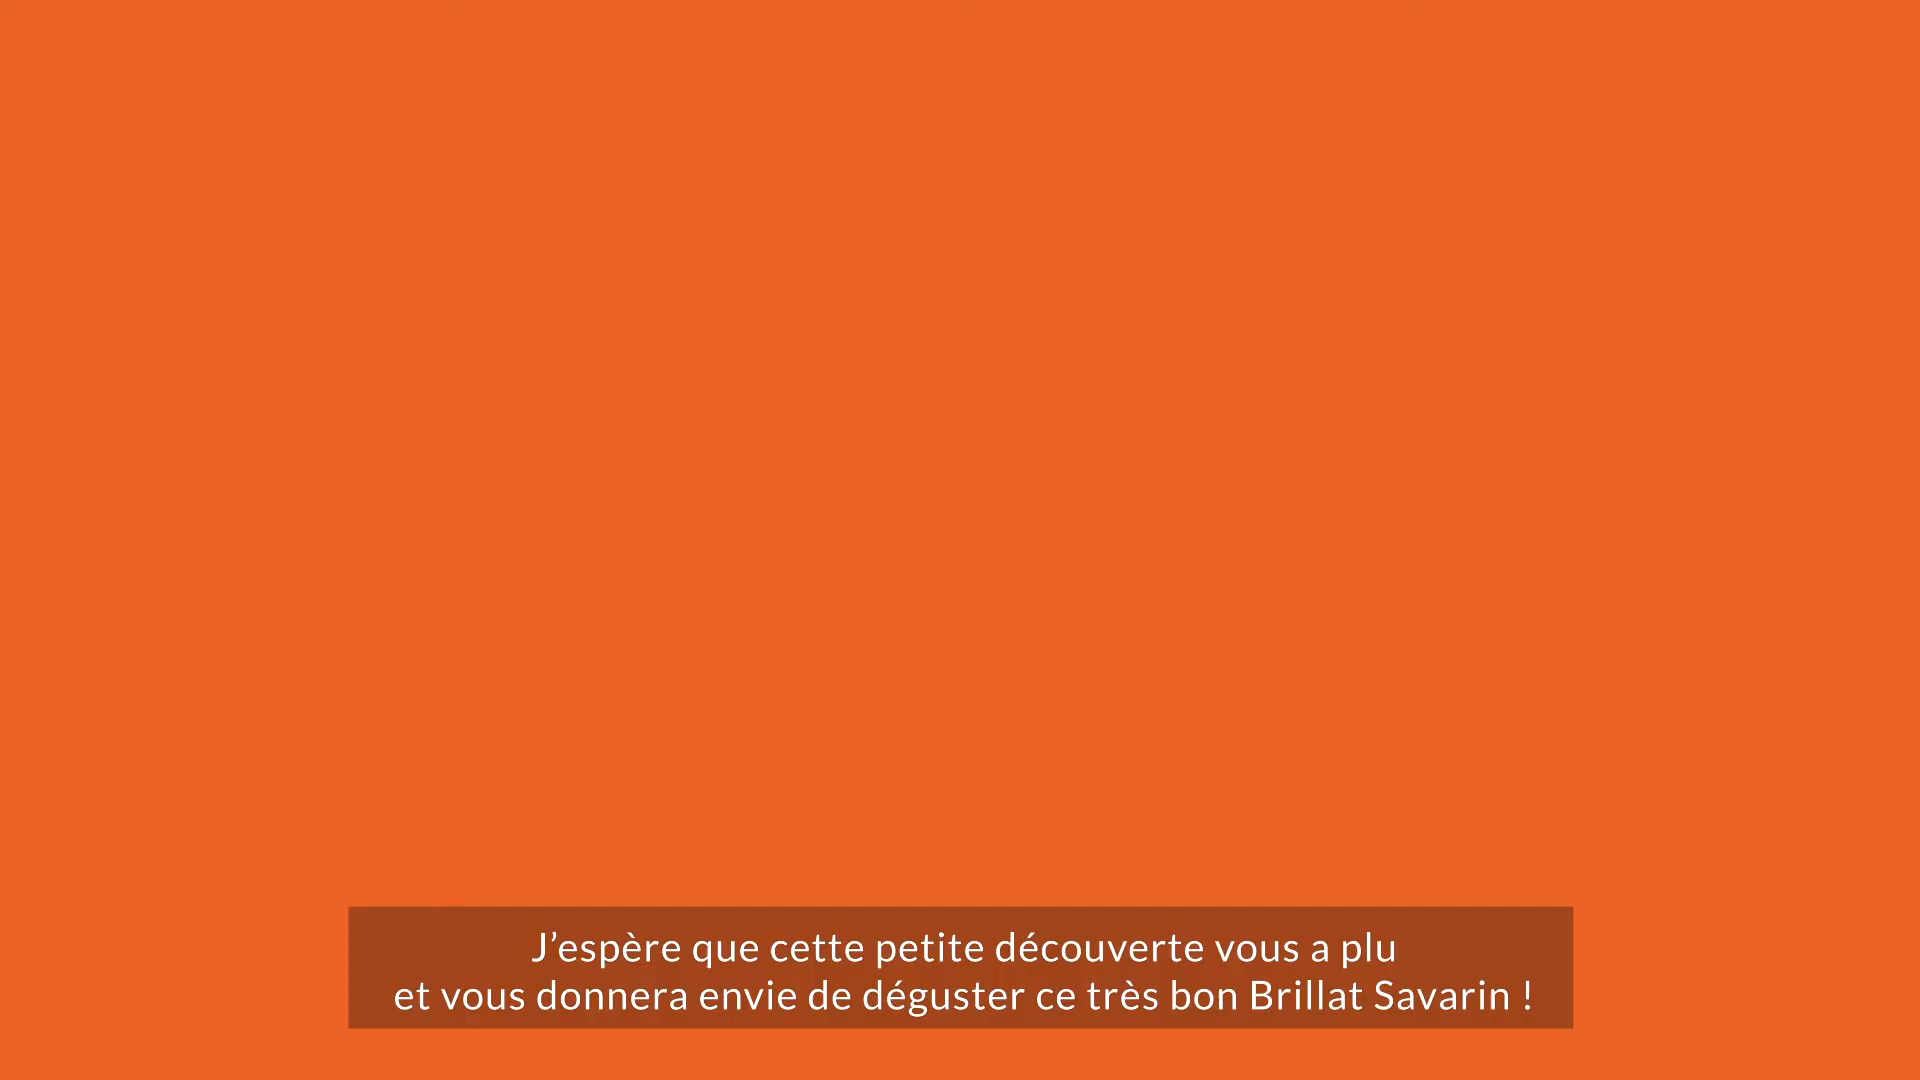 J’espère que cette petite découverte vous a plu
et vous donnera envie de déguster ce très bon Brillat Savarin !